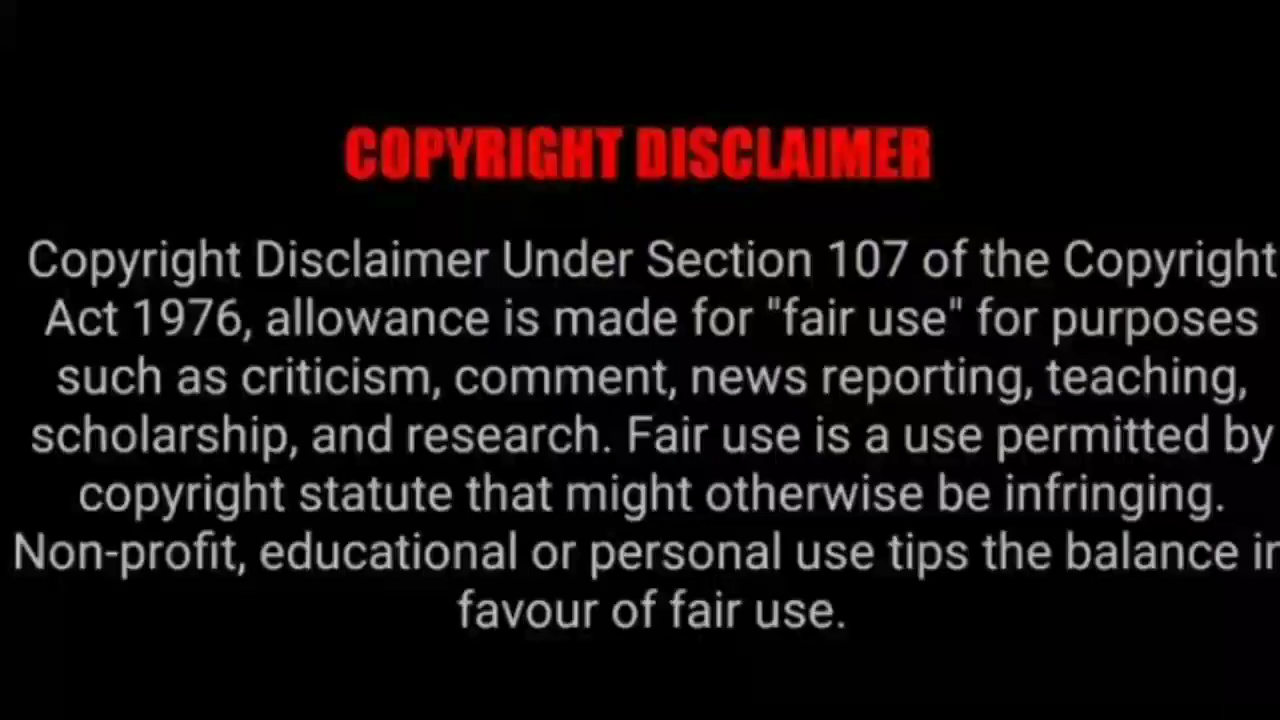 COPYRIGHT DISCLAIMER
Copyright Disclaimer Under Section 107 of the Copyright
Act 1976, allowance is made for "fair use" for purposes
such as criticism, comment, news reporting, teaching,
scholarship, and research. Fair use is a use permitted by
copyright statute that might otherwise be infringing.
Non-profit, educational or personal use tips the balance in
favour of fair use.